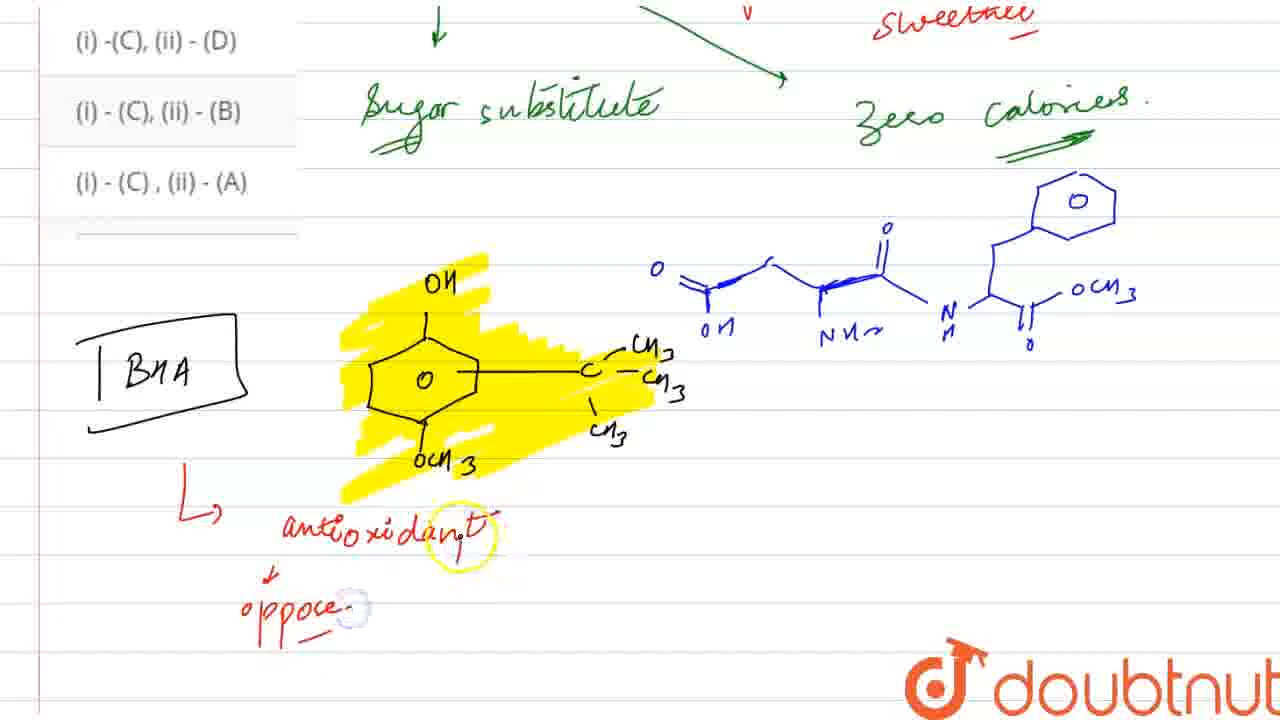 (i) -(C), (ii) - (D)
(i) - (C), (ii) - (B)
(i) - (C) , (ii) - (A)
Sweetner
Sugar substitute
Zero calories.
BHA
OH
C
CH3
CH3
CH3
OCH3
O
OH
NH2
O
N
H
OCH3
O
antioxidant
oppose
doubtnut